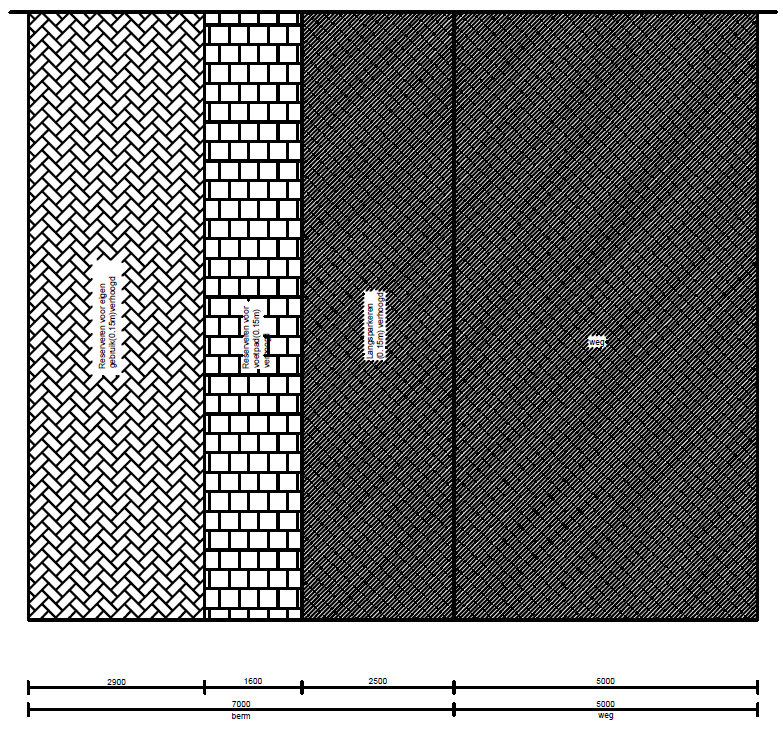 Reserveren voor eigen
gebruik(0.15m)verhoogd
Reserveren voor
voetpad(0.15m)
verhoogd
Langsparkeren
(0,15m) verhoogd
weg
2900
1600
2500
5000
7000
5000
berm
weg